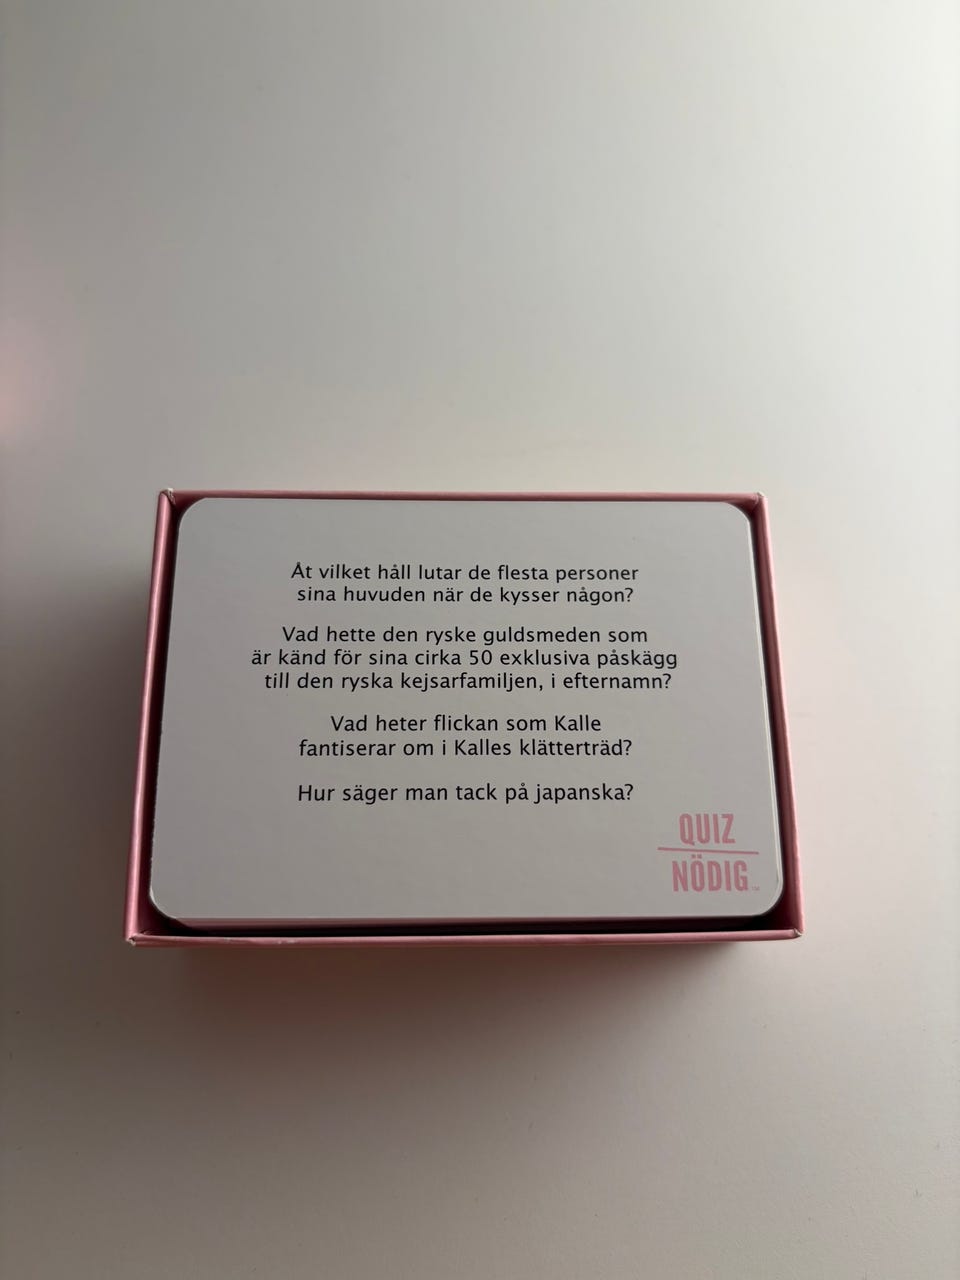 Åt vilket håll lutar de flesta personer
sina huvuden när de kysser någon?
Vad hette den ryske guldsmeden som
är känd för sina cirka 50 exklusiva påskägg
till den ryska kejsarfamiljen, i efternamn?
Vad heter flickan som Kalle
fantiserar om i Kalles klätterträd?
Hur säger man tack på japanska?
QUIZ
NÖDIG™